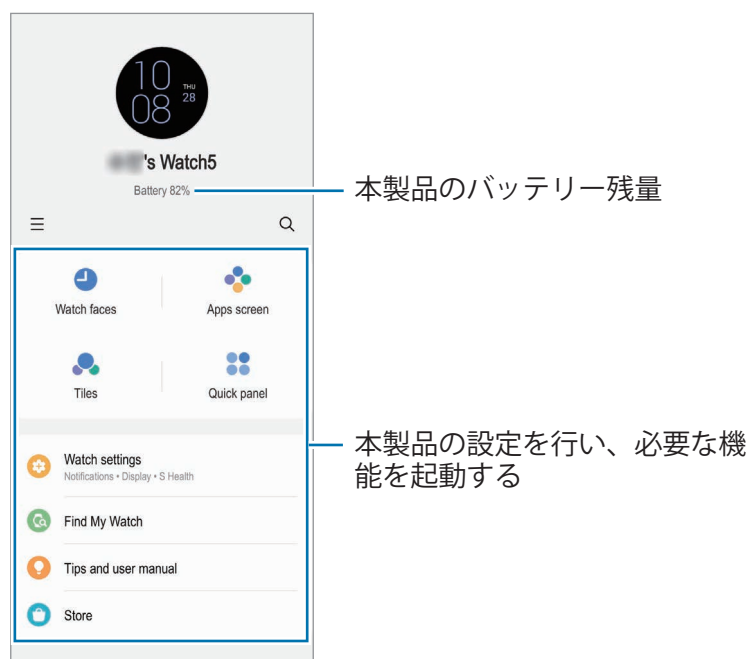 10
08
THU
28
's Watch5
Battery 82%
本製品のバッテリー残量
Watch faces
Apps screen
Tiles
Quick panel
本製品の設定を行い、必要な機
能を起動する
Watch settings
Notifications • Display • S Health
Find My Watch
Tips and user manual
Store